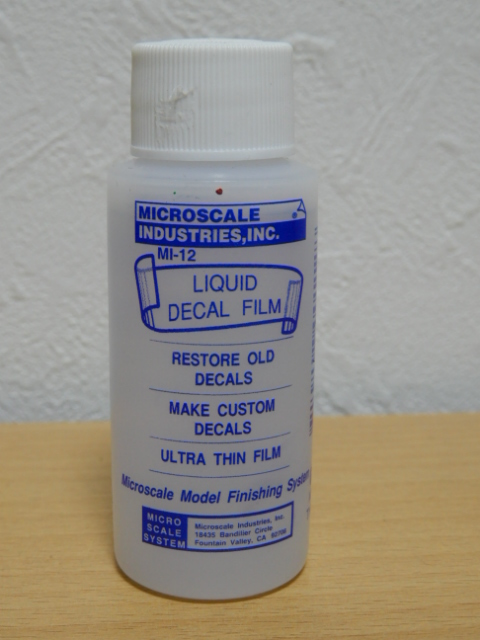 MICROSCALE
INDUSTRIES,INC.
MI-12
LIQUID
DECAL FILM
RESTORE OLD
DECALS
MAKE CUSTOM
DECALS
ULTRA THIN FILM
Microscale Model Finishing System
MICRO
SCALE
SYSTEM
Microscale Industries, Inc.
18435 Bandilier Circle
Fountain Valley, CA